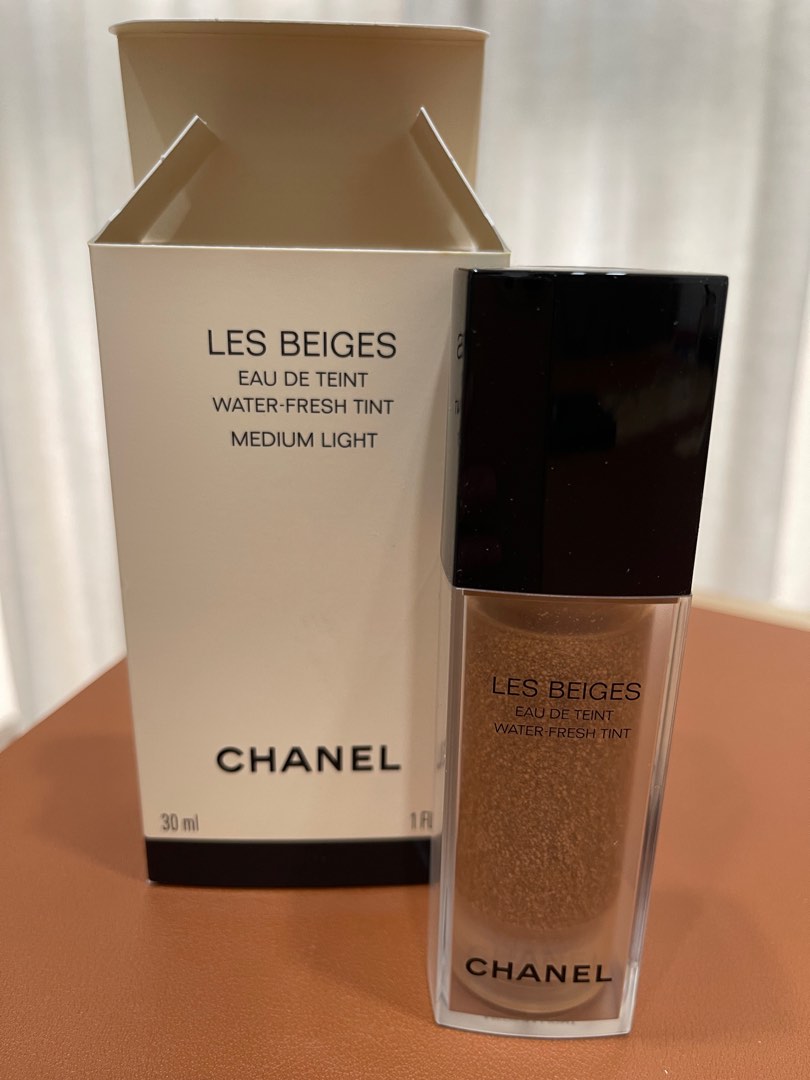 LES BEIGES
EAU DE TEINT
WATER-FRESH TINT
MEDIUM LIGHT
CHANEL
30 ml 1
LES BEIGES
EAU DE TEINT
WATER-FRESH TINT
CHANEL